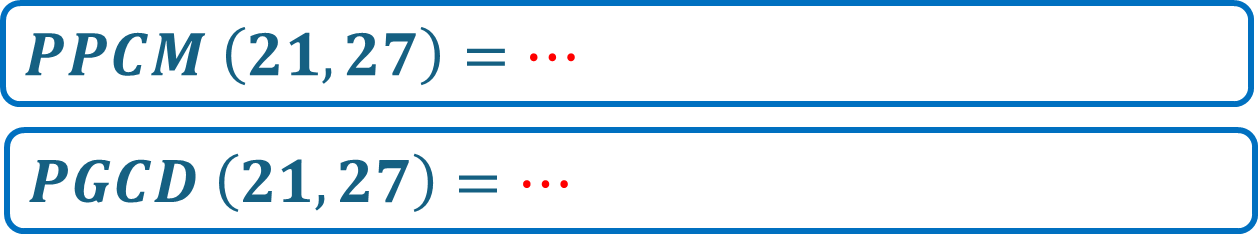 PPCM (21,27) = ⋯
PGCD (21,27) = ⋯